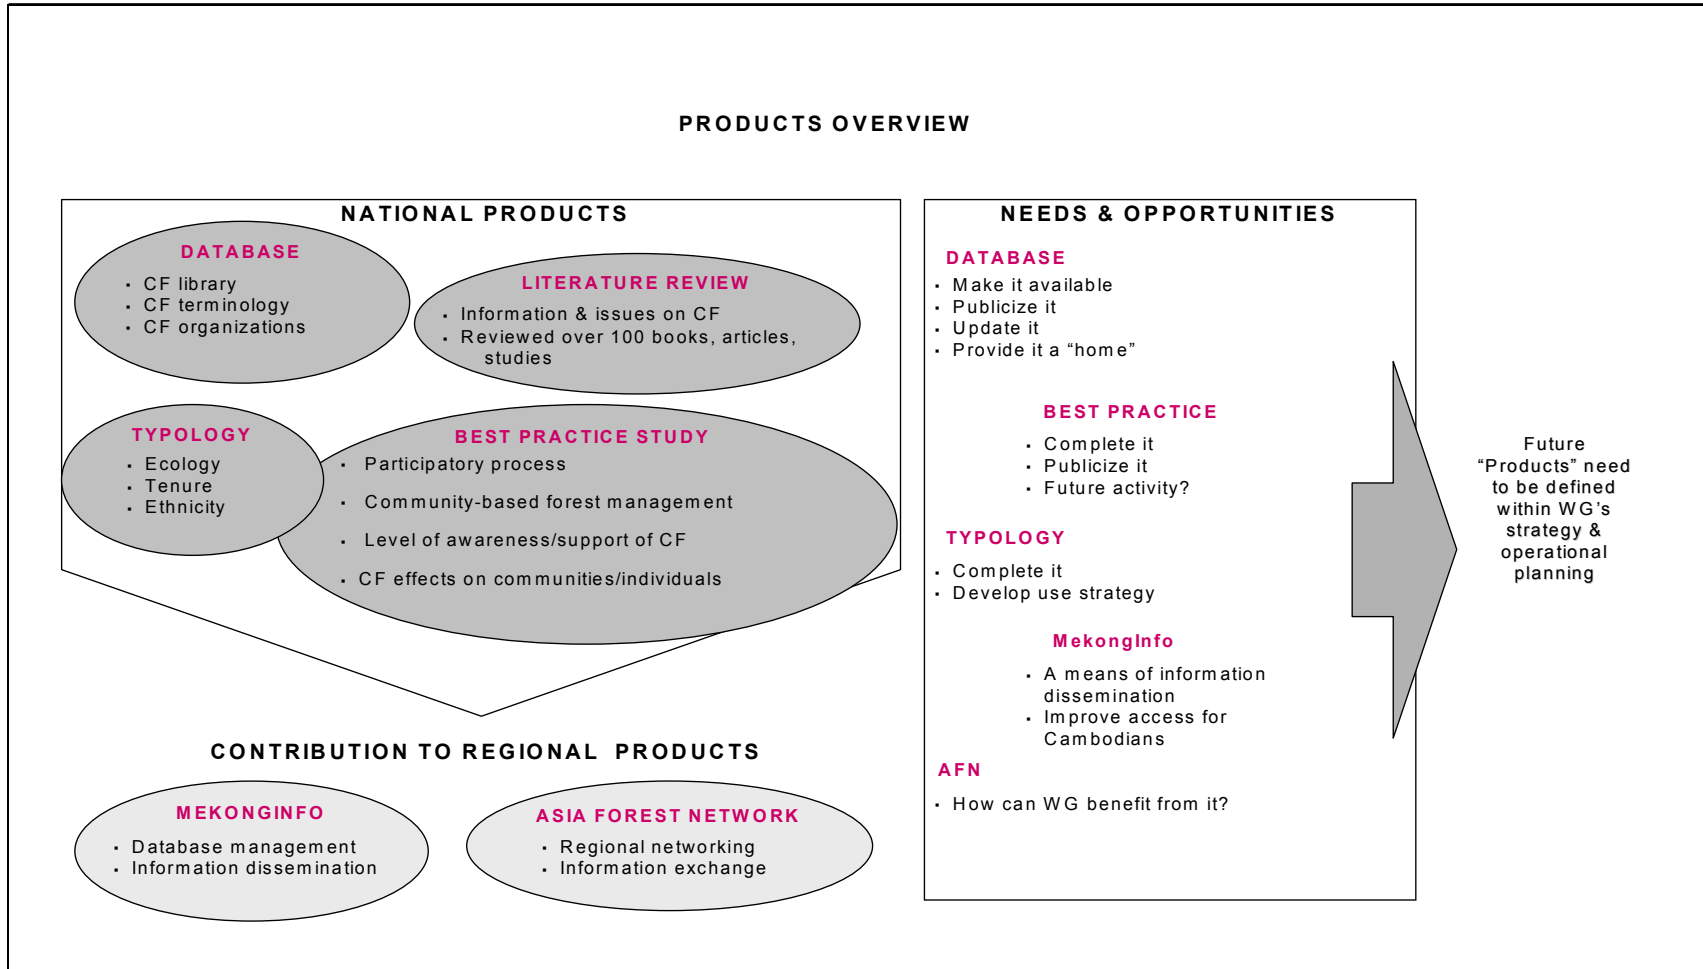 PRODUCTS OVERVIEW
NATIONAL PRODUCTS
DATABASE
▪ CF library
▪ CF terminology
▪ CF organizations
LITERATURE REVIEW
▪ Information & issues on CF
▪ Reviewed over 100 books, articles,
studies
TYPOLOGY
▪ Ecology
▪ Tenure
▪ Ethnicity
BEST PRACTICE STUDY
▪ Participatory process
▪ Community-based forest management
▪ Level of awareness/support of CF
▪ CF effects on communities/individuals
CONTRIBUTION TO REGIONAL PRODUCTS
MEKONGINFO
▪ Database management
▪ Information dissemination
ASIA FOREST NETWORK
▪ Regional networking
▪ Information exchange
NEEDS & OPPORTUNITIES
DATABASE
▪ Make it available
▪ Publicize it
▪ Update it
▪ Provide it a “home”
BEST PRACTICE
▪ Complete it
▪ Publicize it
▪ Future activity?
TYPOLOGY
▪ Complete it
▪ Develop use strategy
MekongInfo
▪ A means of information
dissemination
▪ Improve access for
Cambodians
AFN
▪ How can WG benefit from it?
Future
“Products” need
to be defined
within WG’s
strategy &
operational
planning